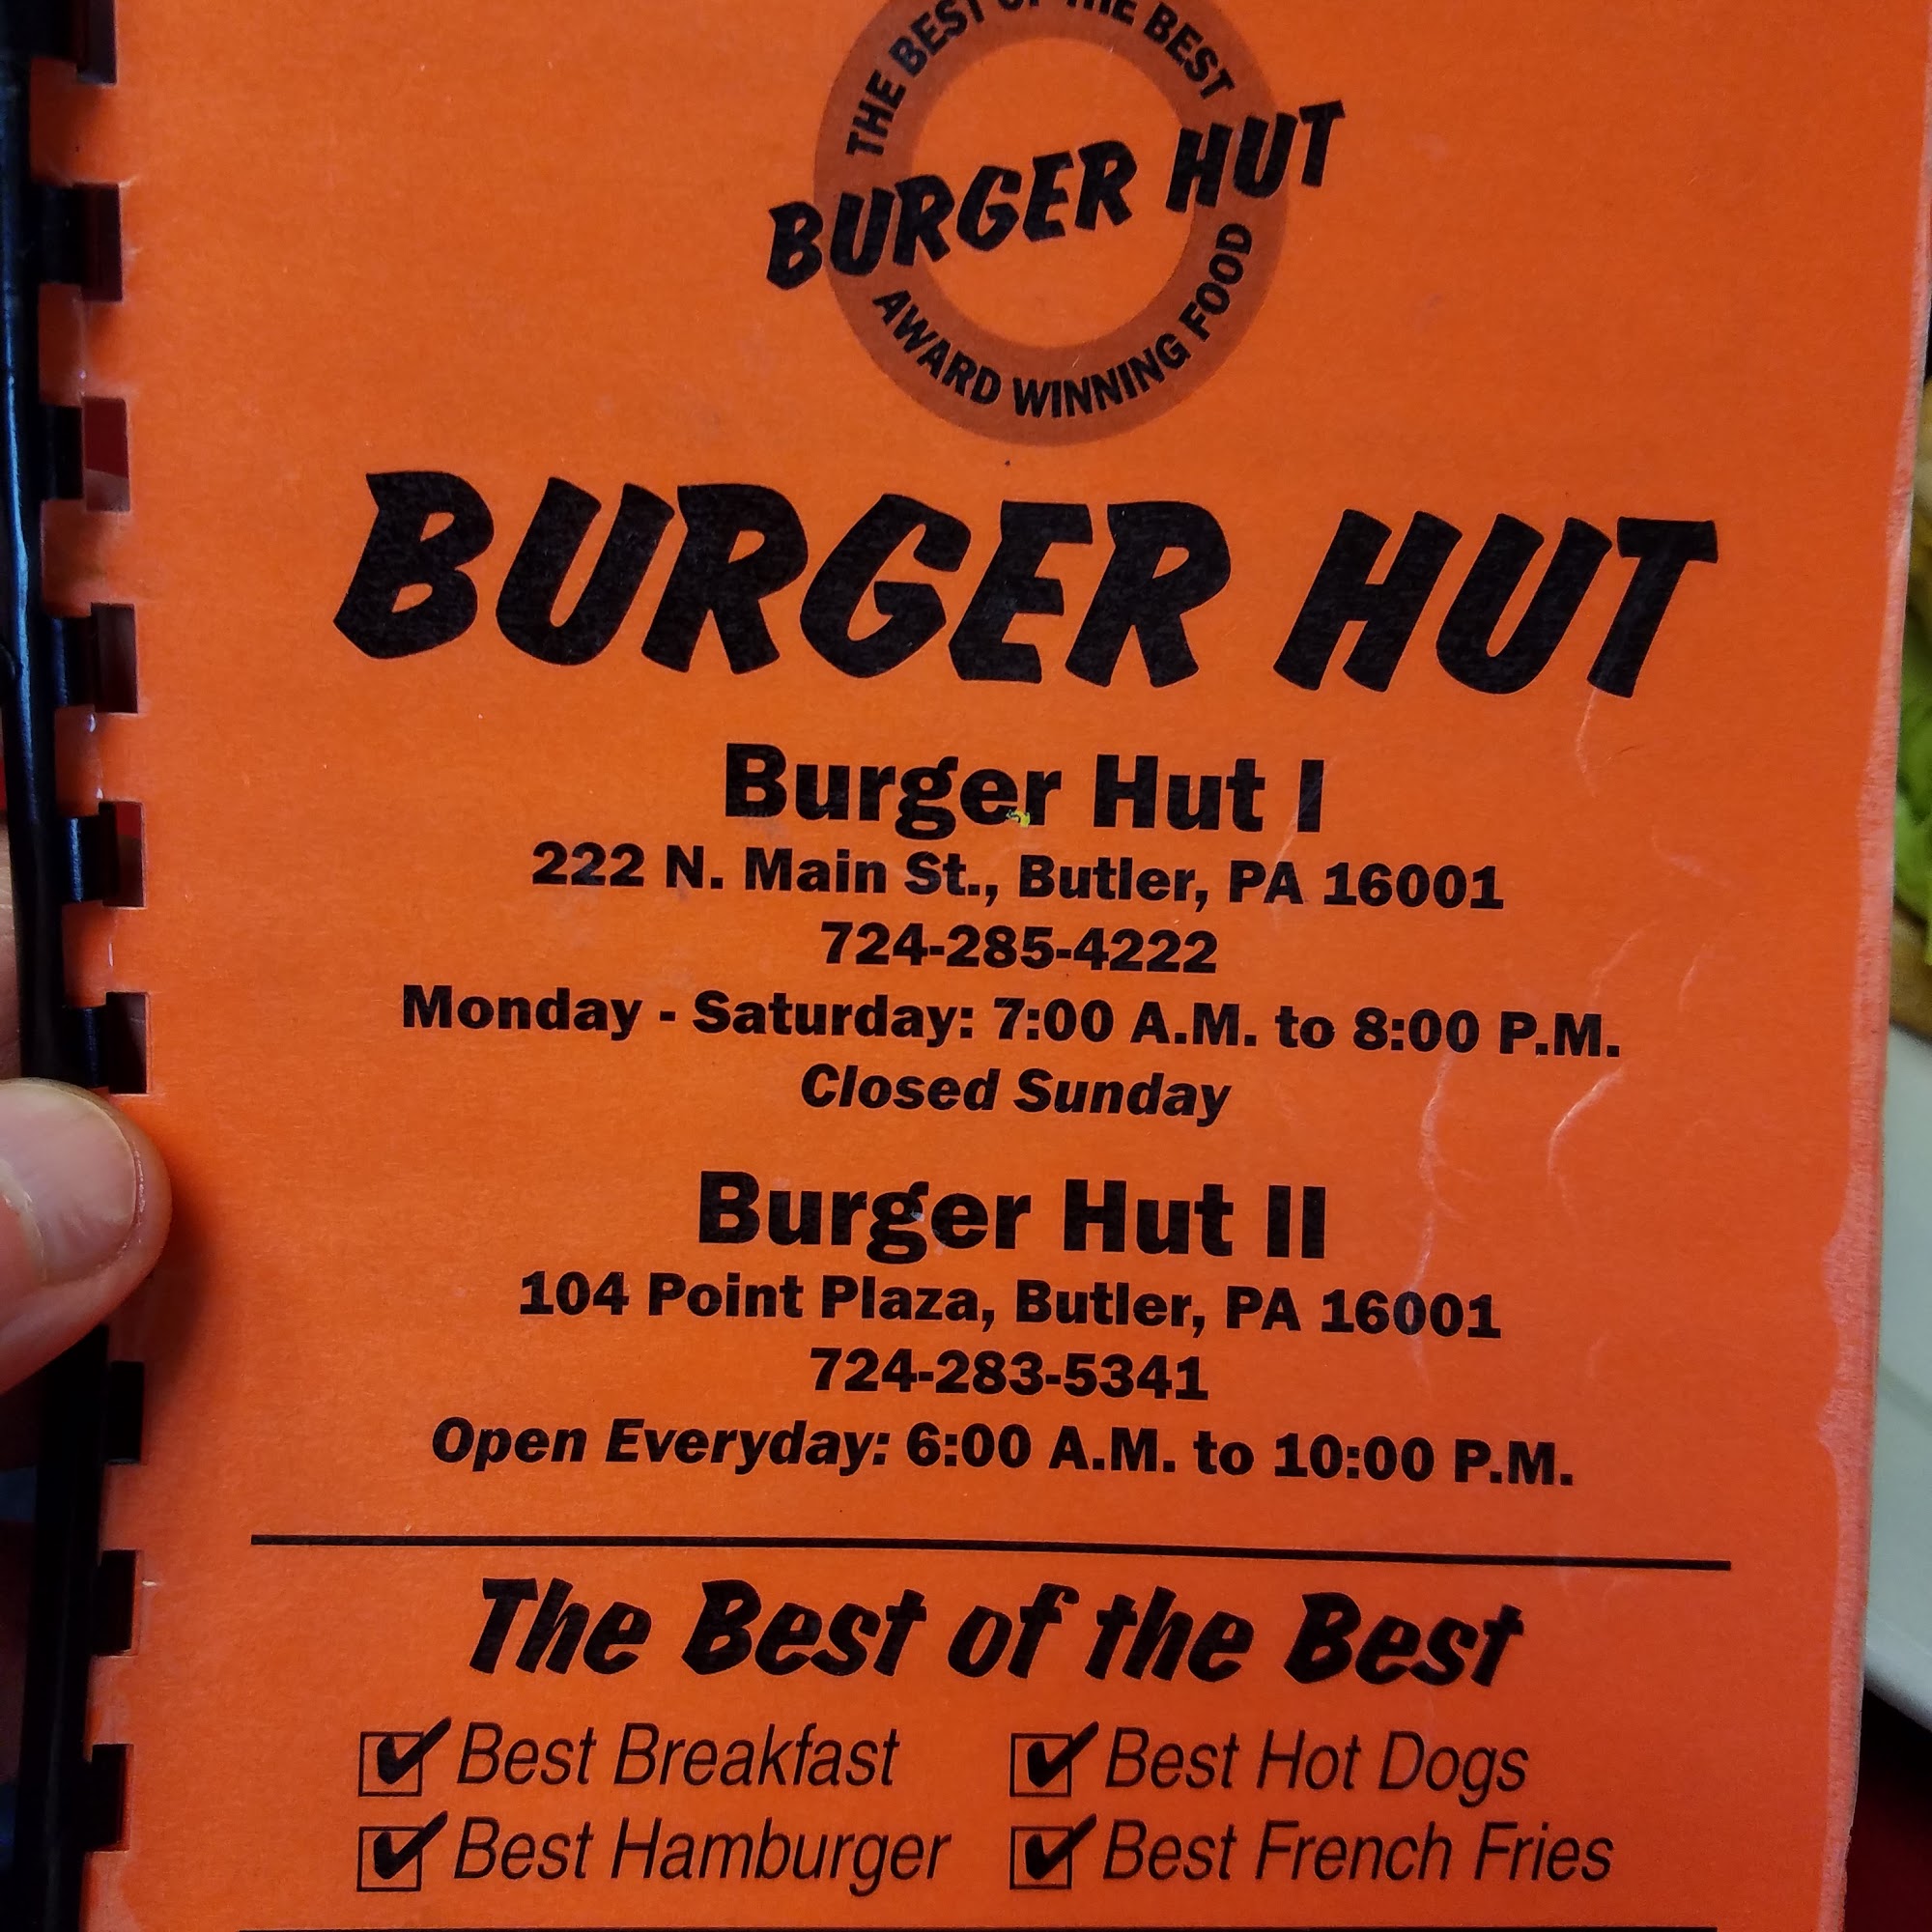 THE BEST OF THE BEST
BURGER HUT
AWARD WINNING FOOD
BURGER HUT
Burger Hut I
222 N. Main St., Butler, PA 16001
724-285-4222
Monday - Saturday: 7:00 A.M. to 8:00 P.M.
Closed Sunday
Burger Hut II
104 Point Plaza, Butler, PA 16001
724-283-5341
Open Everyday: 6:00 A.M. to 10:00 P.M.
The Best of the Best
Best Breakfast Best Hot Dogs
Best Hamburger Best French Fries